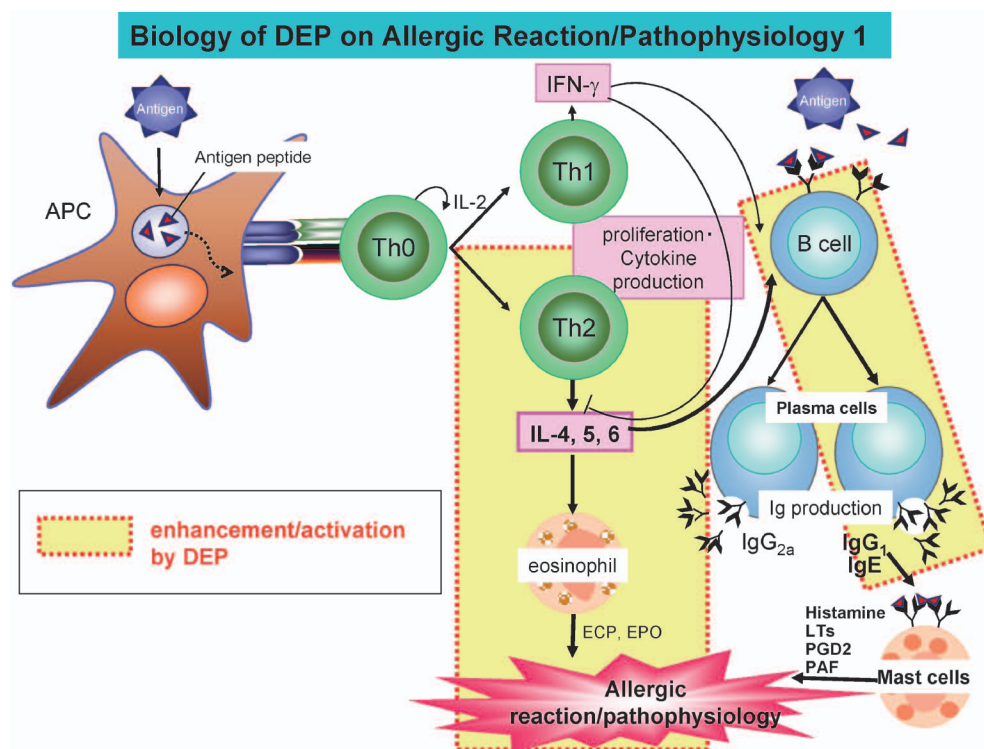 Biology of DEP on Allergic Reaction/Pathophysiology 1
Antigen
Antigen peptide
APC
Th0
IL-2
IFN-γ
Th1
proliferation·
Cytokine
production
Th2
IL-4, 5, 6
eosinophil
ECP, EPO
Antigen
B cell
Plasma cells
Ig production
IgG2a
IgG1
IgE
Histamine
LTs
PGD2
PAF
Mast cells
Allergic
reaction/pathophysiology
enhancement/activation
by DEP